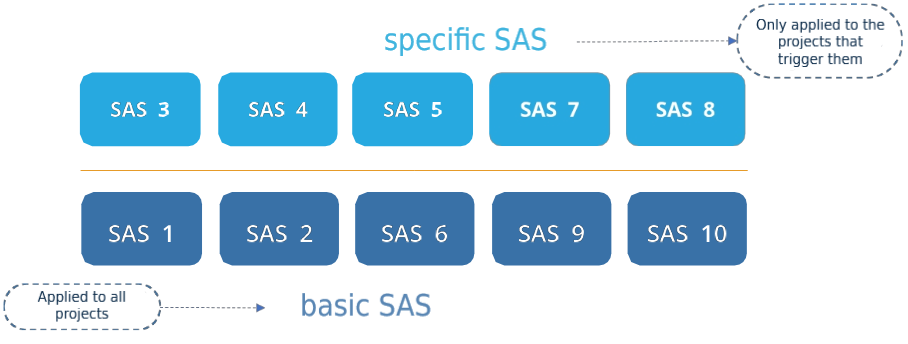 specific SAS
Only applied to the
projects that
trigger them
SAS 3
SAS 4
SAS 5
SAS 7
SAS 8
SAS 1
SAS 2
SAS 6
SAS 9
SAS 10
Applied to all
projects
basic SAS